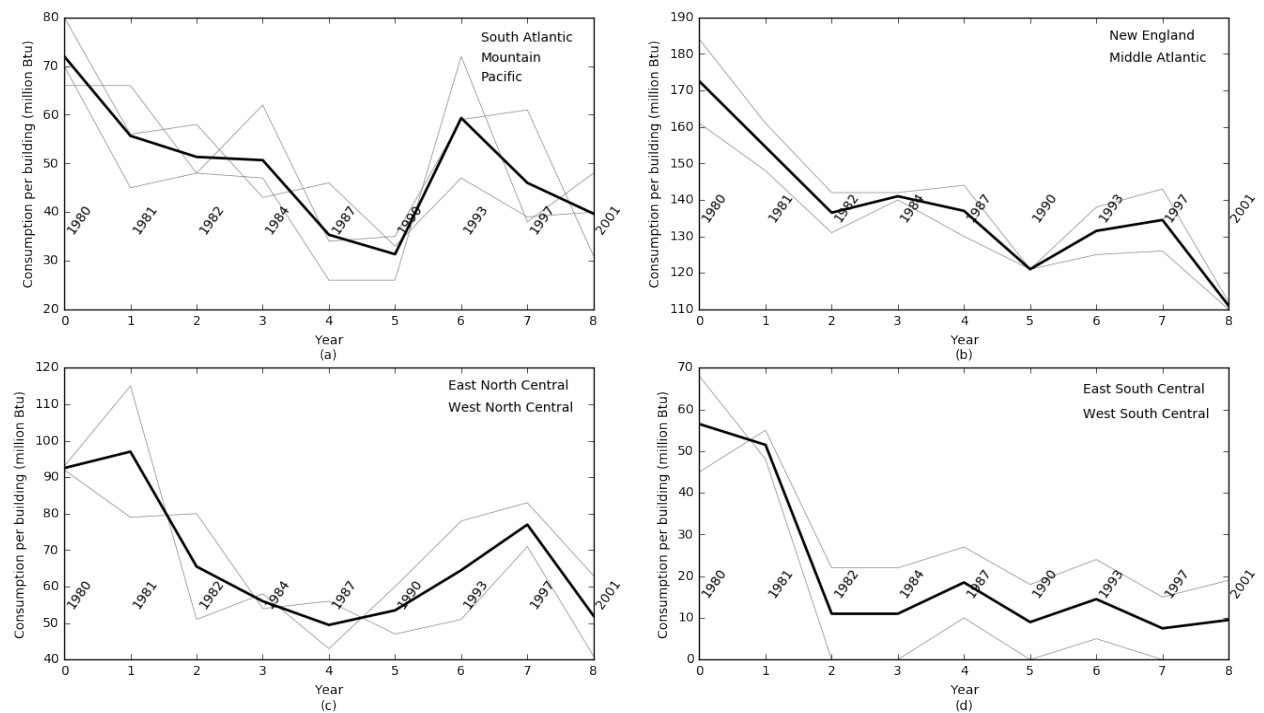 Consumption per building (million Btu)
80
70
60
50
40
30
20
South Atlantic
Mountain
Pacific
1980
1981
1982
1984
1987
1990
1993
1997
2001
0 1 2 3 4 5 6 7 8
Year
(a)
Consumption per building (million Btu)
190
180
170
160
150
140
130
120
110
New England
Middle Atlantic
1980
1981
1982
1984
1987
1990
1993
1997
2001
0 1 2 3 4 5 6 7 8
Year
(b)
Consumption per building (million Btu)
120
110
100
90
80
70
60
50
40
East North Central
West North Central
1980
1981
1982
1984
1987
1990
1993
1997
2001
0 1 2 3 4 5 6 7 8
Year
(c)
Consumption per building (million Btu)
70
60
50
40
30
20
10
0
East South Central
West South Central
1980
1981
1982
1984
1987
1990
1993
1997
2001
0 1 2 3 4 5 6 7 8
Year
(d)